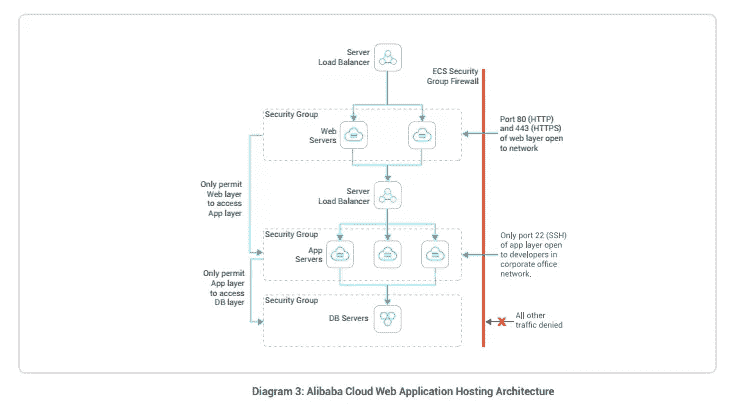 Server
Load Balancer
ECS Security
Group Firewall
Security Group
Web
Servers
Port 80 (HTTP)
and 443 (HTTPS)
of web layer open
to network
Only permit
Web layer
to access
App layer
Server
Load Balancer
Security Group
App
Servers
Only port 22 (SSH)
of app layer open
to developers in
corporate office
network.
Only permit
App layer
to access
DB layer
Security Group
DB Servers
All other
traffic denied
Diagram 3: Alibaba Cloud Web Application Hosting Architecture